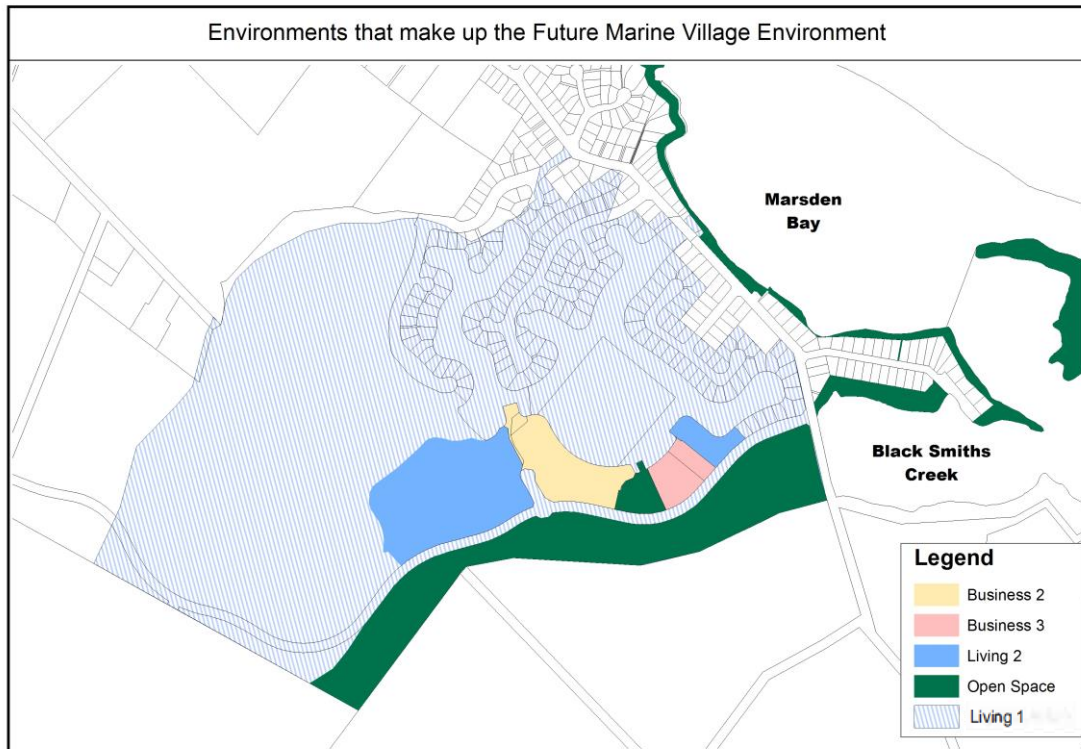 Environments that make up the Future Marine Village Environment
Marsden
Bay
Black Smiths
Creek
Legend
Business 2
Business 3
Living 2
Open Space
Living 1